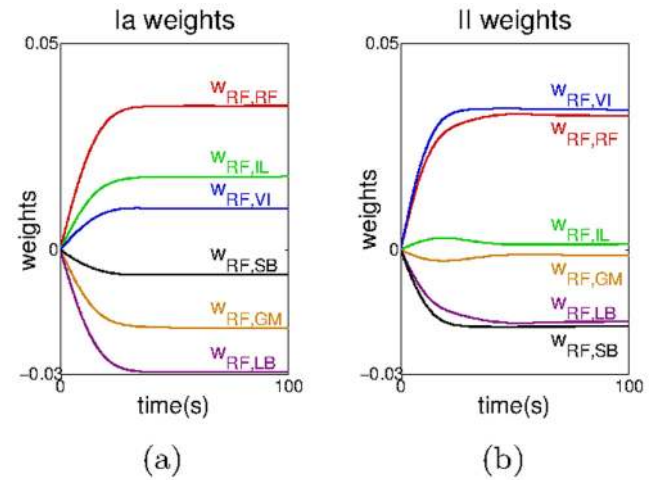 Ia weights
II weights
0.05
0.05
W_RF,RF
W_RF,VI
W_RF,RF
W_RF,IL
W_RF,VI
W_RF,IL
weights
0
weights
0
W_RF,SB
W_RF,GM
W_RF,GM
W_RF,LB
W_RF,LB
W_RF,SB
−0.03
−0.03
0
100
0
100
time(s)
time(s)
(a)
(b)